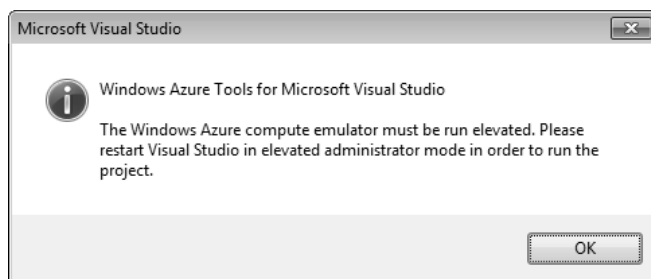 Microsoft Visual Studio
Windows Azure Tools for Microsoft Visual Studio
The Windows Azure compute emulator must be run elevated. Please
restart Visual Studio in elevated administrator mode in order to run the
project.
OK